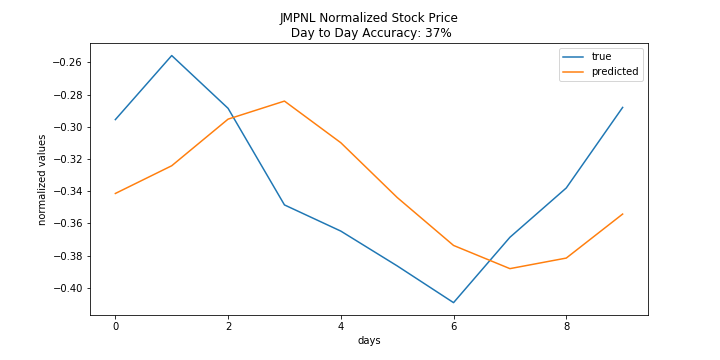 JMPNL Normalized Stock Price
Day to Day Accuracy: 37%
true
predicted
normalized values
−0.26
−0.28
−0.30
−0.32
−0.34
−0.36
−0.38
−0.40
0 2 4 6 8
days